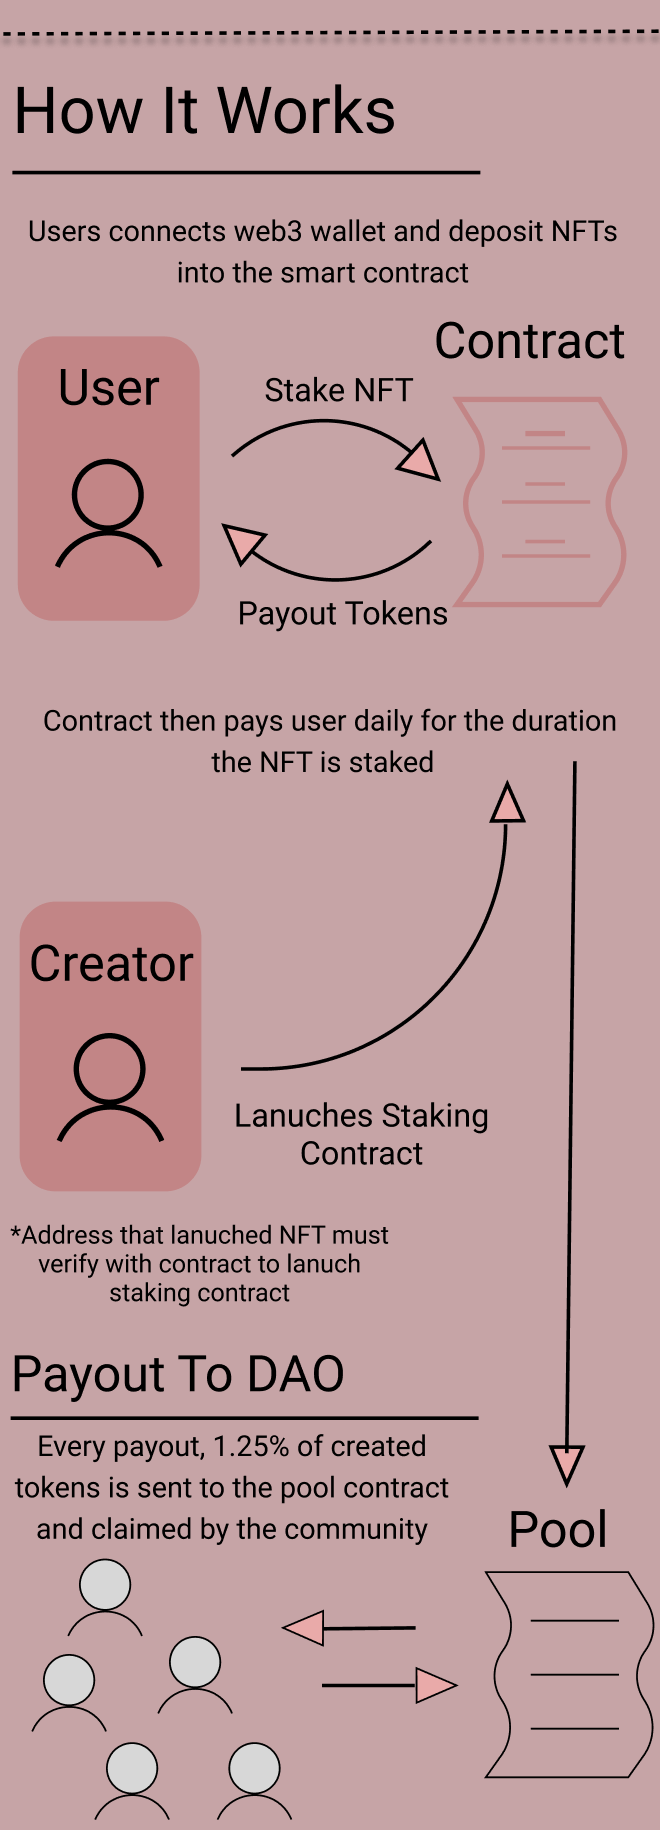 How It Works
Users connects web3 wallet and deposit NFTs
into the smart contract
Contract
User
Stake NFT
Payout Tokens
Contract then pays user daily for the duration
the NFT is staked
Creator
Lanuches Staking
Contract
*Address that lanuched NFT must
verify with contract to lanuch
staking contract
Payout To DAO
Every payout, 1.25% of created
tokens is sent to the pool contract
and claimed by the community
Pool